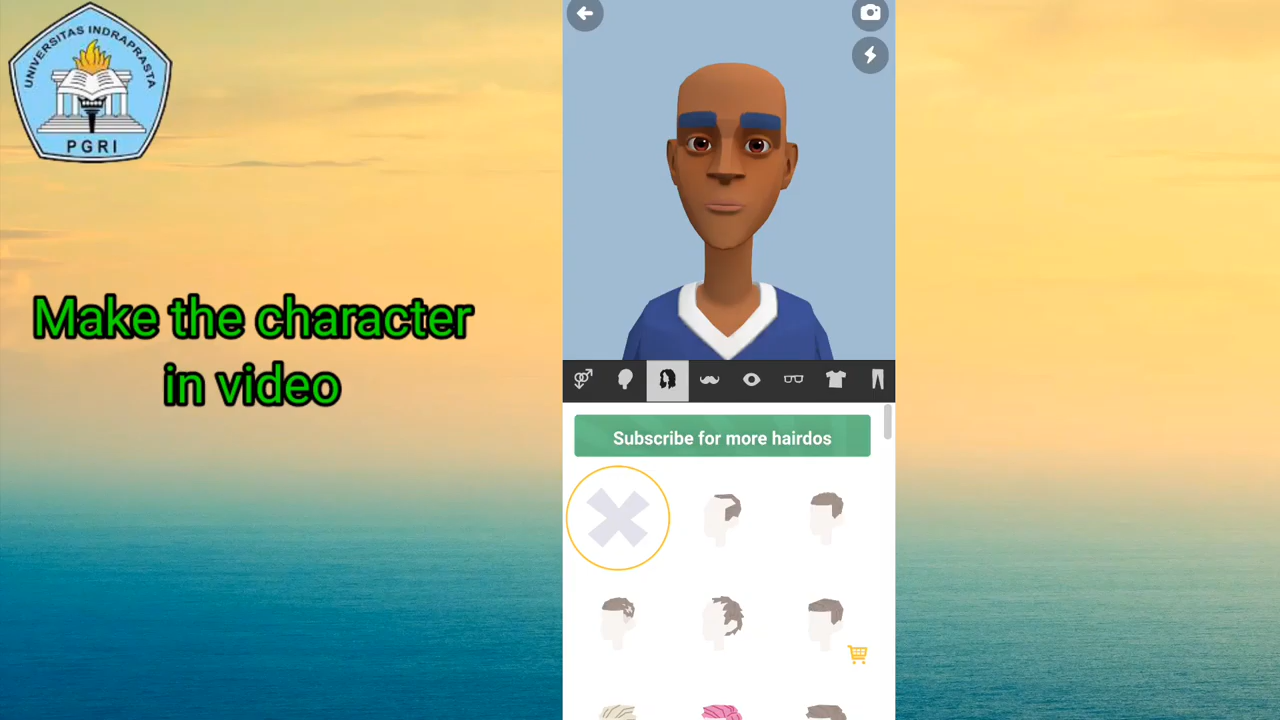 UNIVERSITAS INDRAPRASTA
PGRI
Make the character
in video
Subscribe for more hairdos